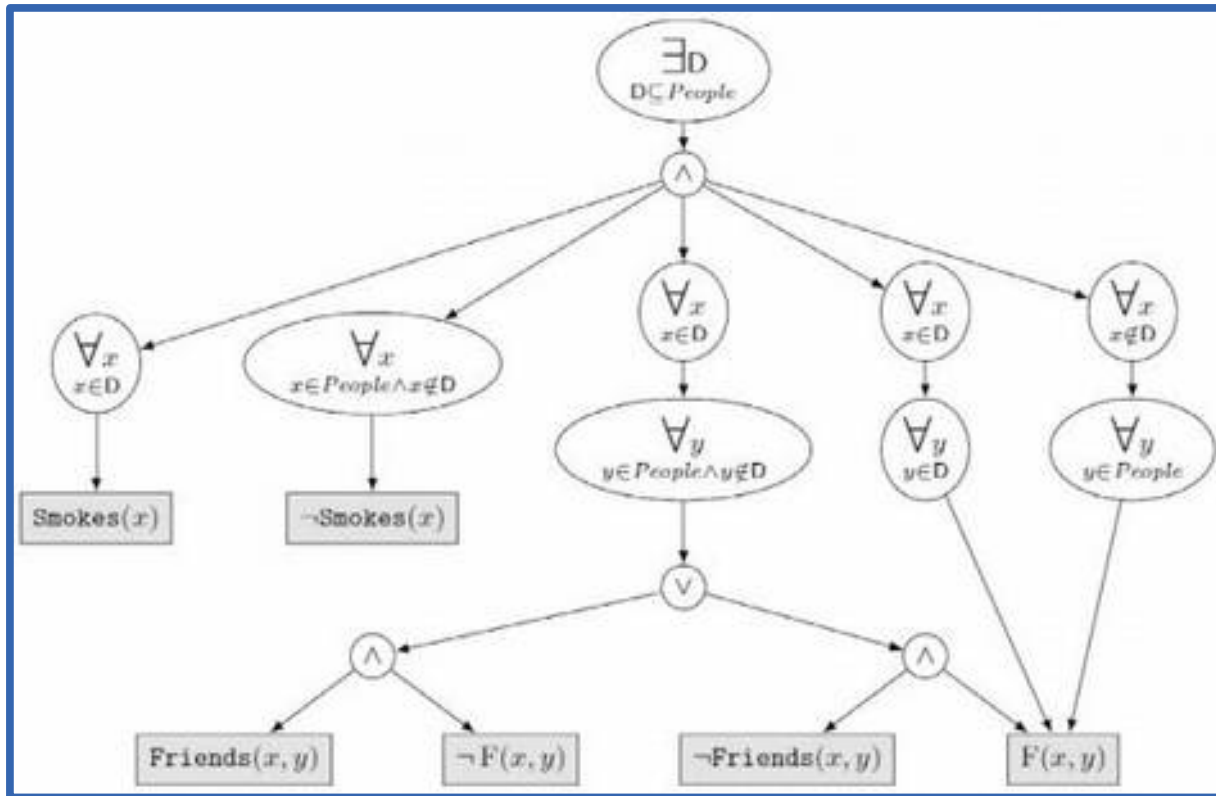 ∃D
D⊆People
∧
∀x
x∈D
∀x
x∈D
∀x
x∉D
∀x
x∈D
∀x
x∈People∧x∉D
∀y
y∈People∧y∉D
∀y
y∈D
∀y
y∈People
Smokes(x)
¬Smokes(x)
∨
∧
∧
Friends(x, y)
¬ F(x, y)
¬Friends(x, y)
F(x, y)